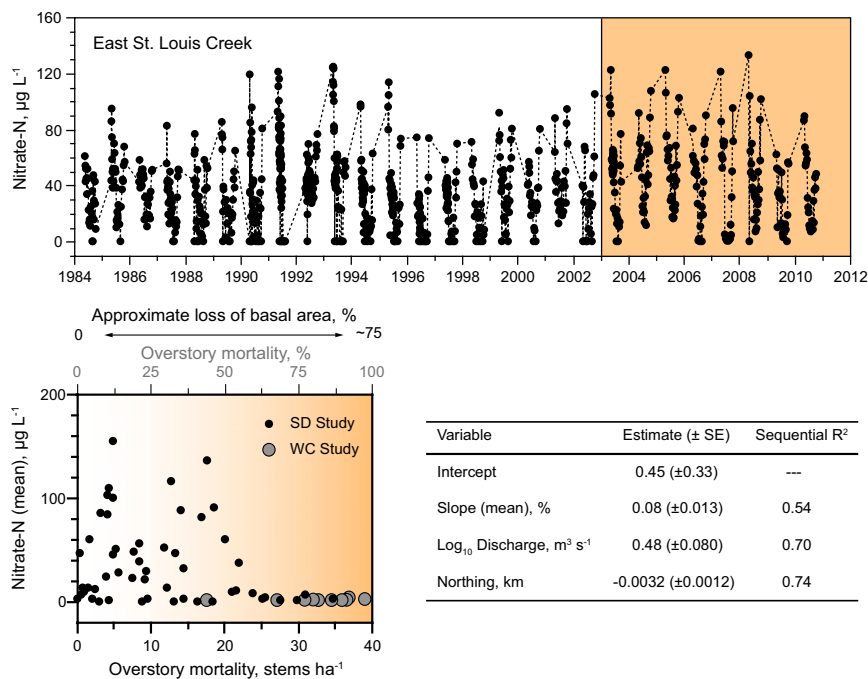 East St. Louis Creek
Nitrate-N, µg L-1
160
120
80
40
0
1984 1986 1988 1990 1992 1994 1996 1998 2000 2002 2004 2006 2008 2010 2012
Approximate loss of basal area, %
0 ~75
Overstory mortality, %
0 25 50 75 100
Nitrate-N (mean), µg L-1
200
100
0
SD Study
WC Study
0 10 20 30 40
Overstory mortality, stems ha-1
Variable Estimate (± SE) Sequential R2
Intercept 0.45 (±0.33) ---
Slope (mean), % 0.08 (±0.013) 0.54
Log10 Discharge, m3 s-1 0.48 (±0.080) 0.70
Northing, km -0.0032 (±0.0012) 0.74